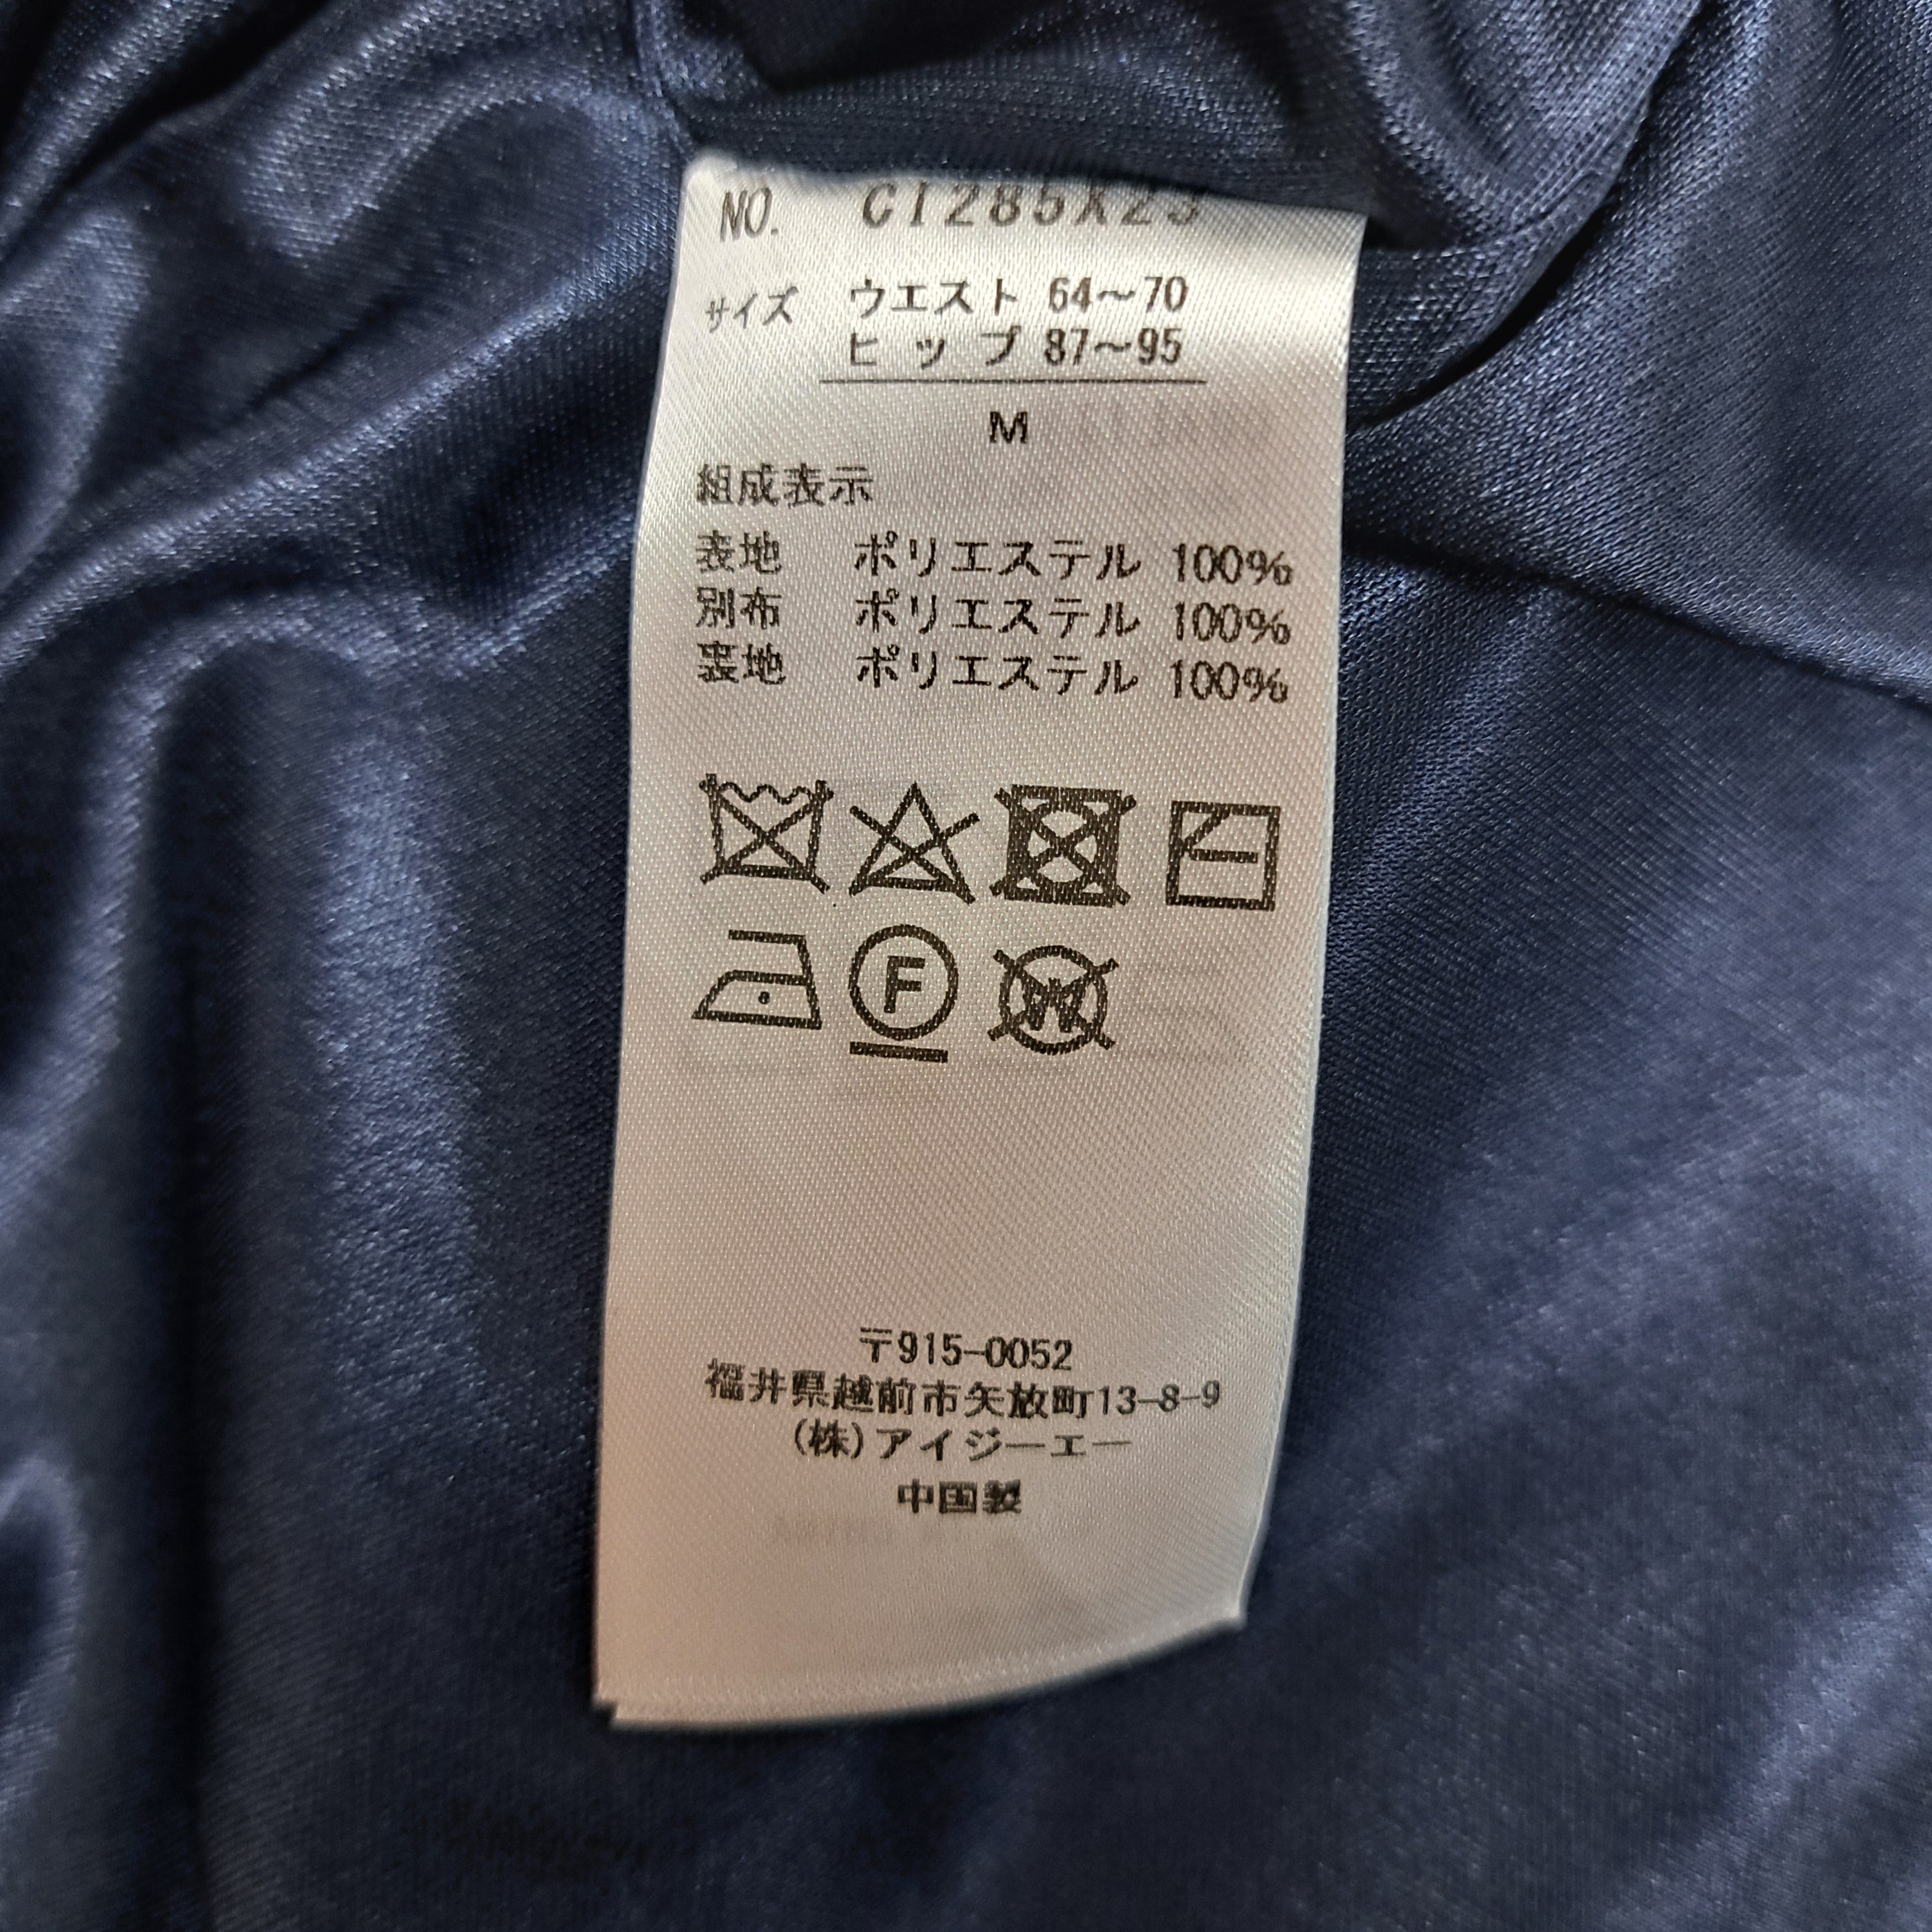 NO. CI285X23
サイズ ウエスト 64～70
ヒップ 87～95
M
組成表示
表地 ポリエステル 100%
別布 ポリエステル 100%
裏地 ポリエステル 100%
F W
〒915-0052
福井県越前市矢放町13-8-9
(株)アイジーエー
中国製